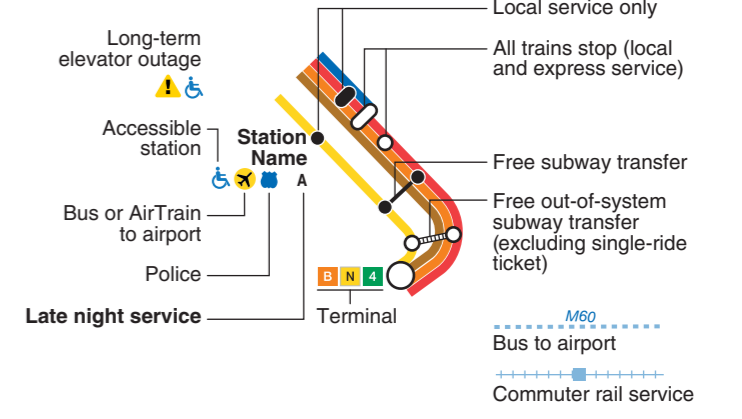 Local service only
Long-term
elevator outage
All trains stop (local
and express service)
Accessible
station
Station
Name
A
Free subway transfer
Bus or AirTrain
to airport
Free out-of-system
subway transfer
(excluding single-ride
ticket)
Police
B N 4
Late night service
Terminal
M60
Bus to airport
Commuter rail service